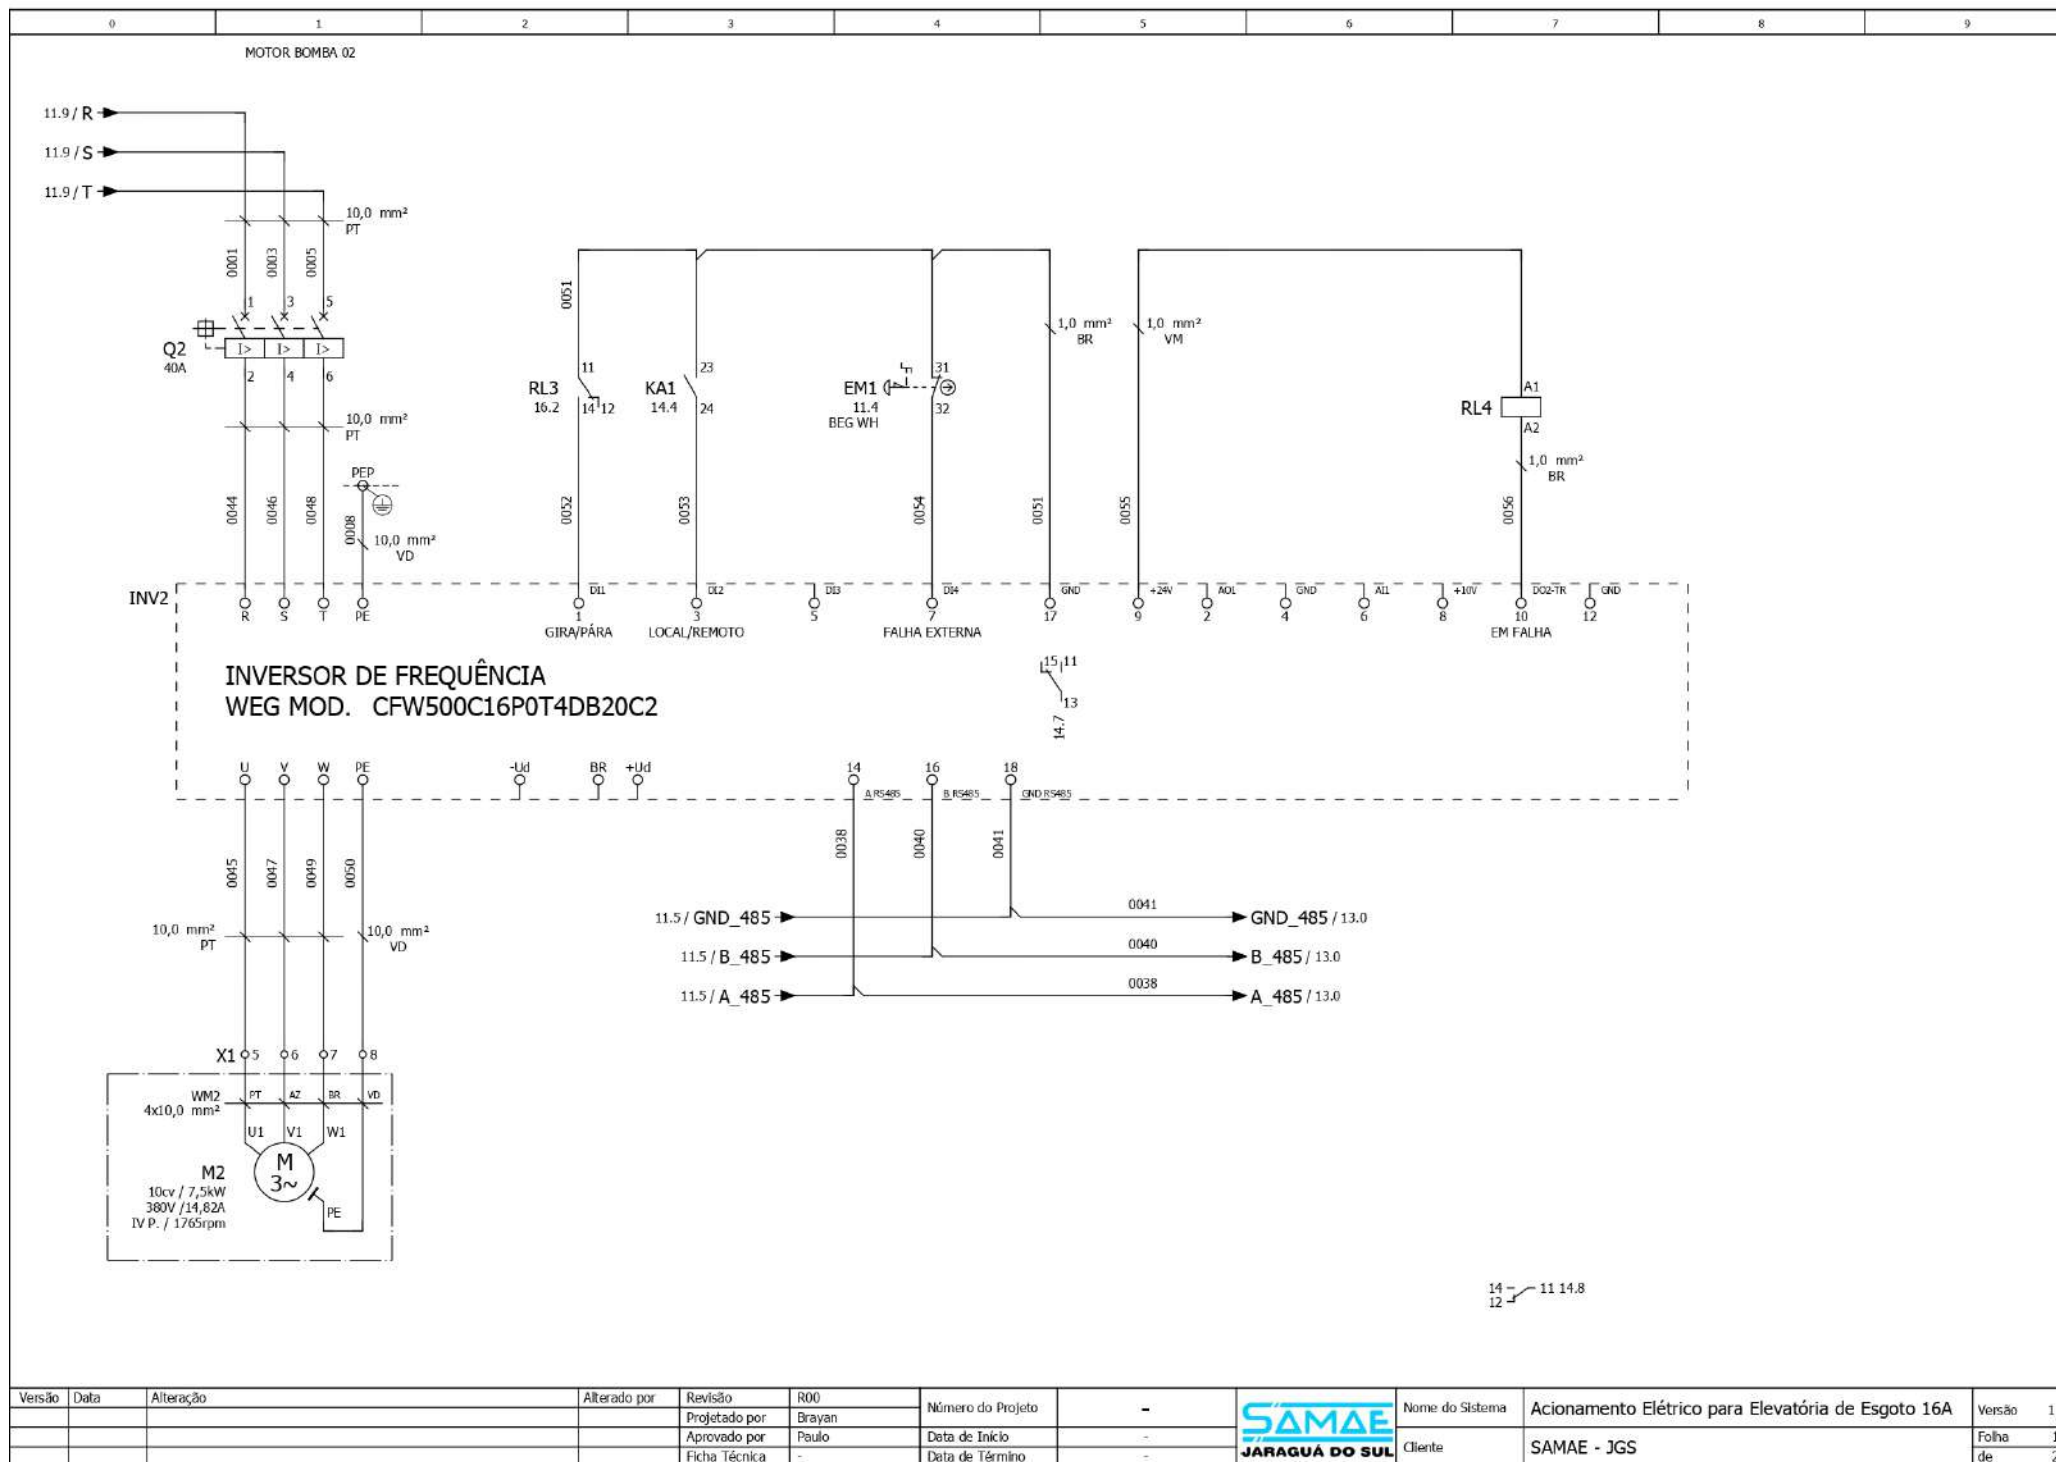 0 1 2 3 4 5 6 7 8 9
MOTOR BOMBA 02
11.9 / R
11.9 / S
11.9 / T
10,0 mm²
PT
0001 0003 0005
1 3 5
Q2
40A
I> I> I>
2 4 6
10,0 mm²
PT
PEP
0044 0046 0048 0008
10,0 mm²
VD
0051
RL3
16.2
11
14 12
KA1
14.4
23
24
EM1
11.4
BEG WH
31
32
1,0 mm²
BR
1,0 mm²
VM
RL4
A1
A2
1,0 mm²
BR
0052 0053 0054 0051 0055 0056
INV2
R S T PE
DI1 DI2 DI3 DI4 GND +24V AO1 GND AI1 +10V DO2-TR GND
1 3 5 7 17 9 2 4 6 8 10 12
GIRA/PÁRA LOCAL/REMOTO FALHA EXTERNA EM FALHA
INVERSOR DE FREQUÊNCIA
WEG MOD. CFW500C16P0T4DB20C2
15 11
13
14.7
U V W PE -Ud BR +Ud 14 16 18
A RS485 B RS485 GND RS485
0045 0047 0049 0050
0038 0040 0041
10,0 mm²
PT
10,0 mm²
VD
11.5 / GND_485 0041 GND_485 / 13.0
11.5 / B_485 0040 B_485 / 13.0
11.5 / A_485 0038 A_485 / 13.0
X1 5 6 7 8
WM2
4x10,0 mm²
PT AZ BR VD
U1 V1 W1
M
3~
M2
10cv / 7,5kW
380V /14,82A
IV P. / 1765rpm
PE
14 11 14.8
12
Versão Data Alteração Alterado por Revisão R00
Projetado por Brayan
Aprovado por Paulo
Ficha Técnica -
Número do Projeto -
Data de Início -
Data de Término -
SAMAE
JARAGUÁ DO SUL
Nome do Sistema Acionamento Elétrico para Elevatória de Esgoto 16A
Cliente SAMAE - JGS
Versão 1
Folha
de